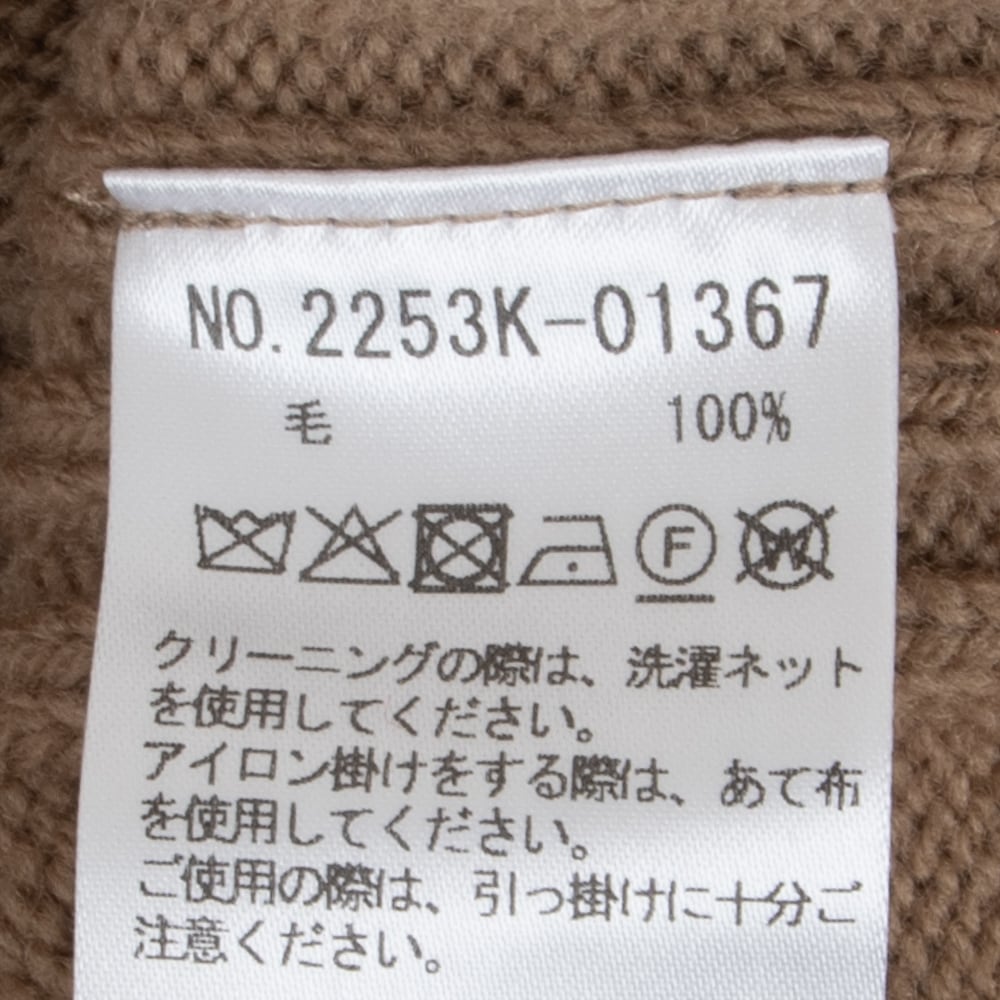 NO.2253K-01367
毛 100%
F W
クリーニングの際は、洗濯ネット
を使用してください。
アイロン掛けをする際は、あて布
を使用してください。
ご使用の際は、引っ掛けに十分ご
注意ください。